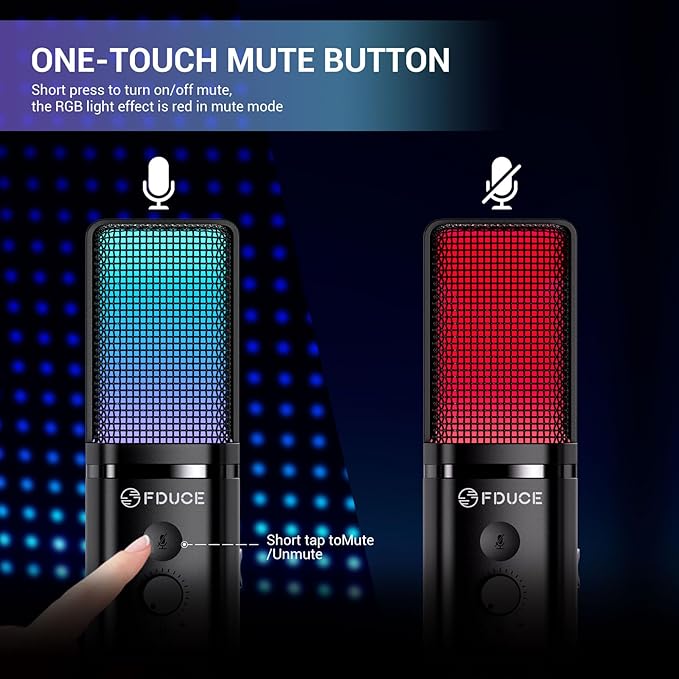 ONE-TOUCH MUTE BUTTON
Short press to turn on/off mute,
the RGB light effect is red in mute mode
FDUCE
FDUCE
Short tap toMute
/Unmute